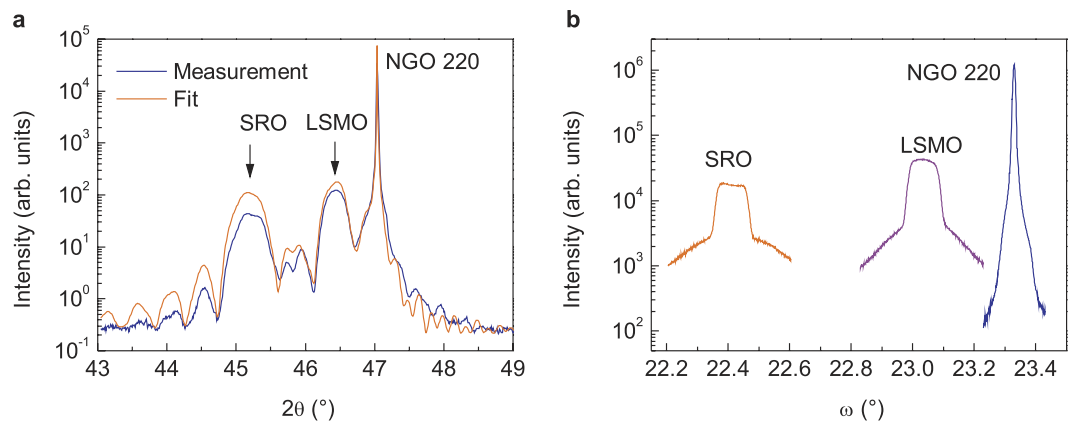 a
Intensity (arb. units)
10^5
10^4
10^3
10^2
10^1
10^0
10^-1
Measurement
Fit
SRO
LSMO
NGO 220
43 44 45 46 47 48 49
2θ (°)
b
Intensity (arb. units)
10^6
10^5
10^4
10^3
10^2
SRO
LSMO
NGO 220
22.2 22.4 22.6 22.8 23.0 23.2 23.4
ω (°)